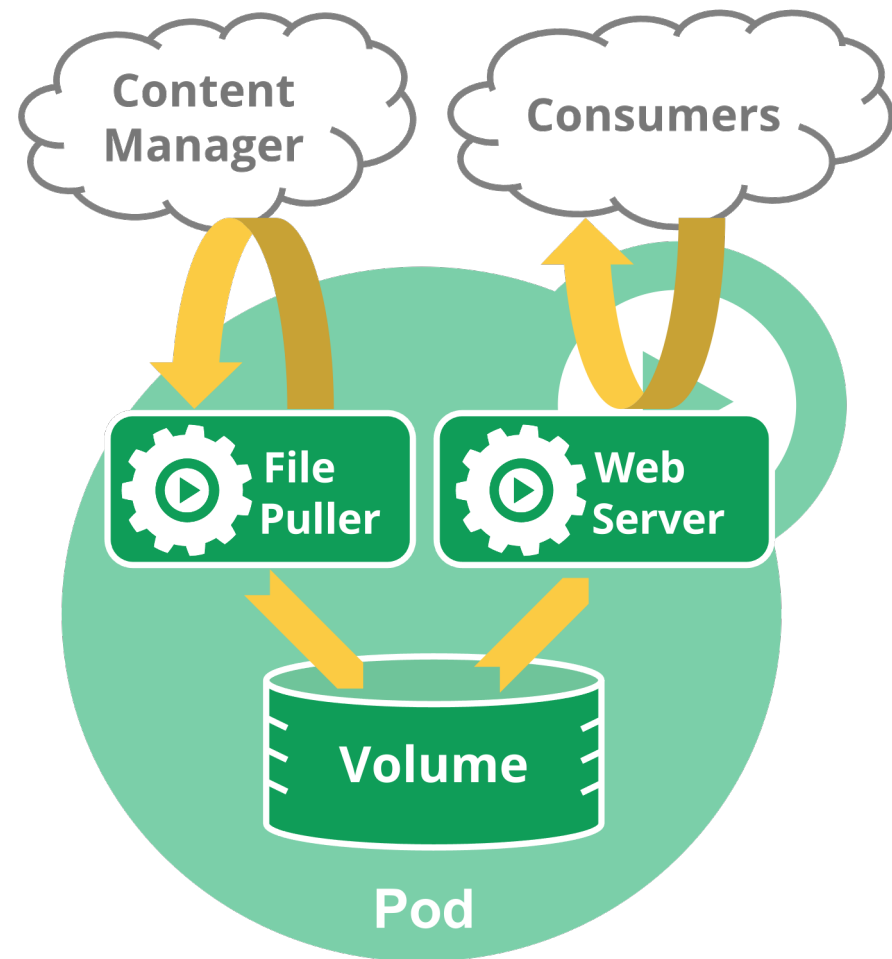 Content
Manager
Consumers
File
Puller
Web
Server
Volume
Pod